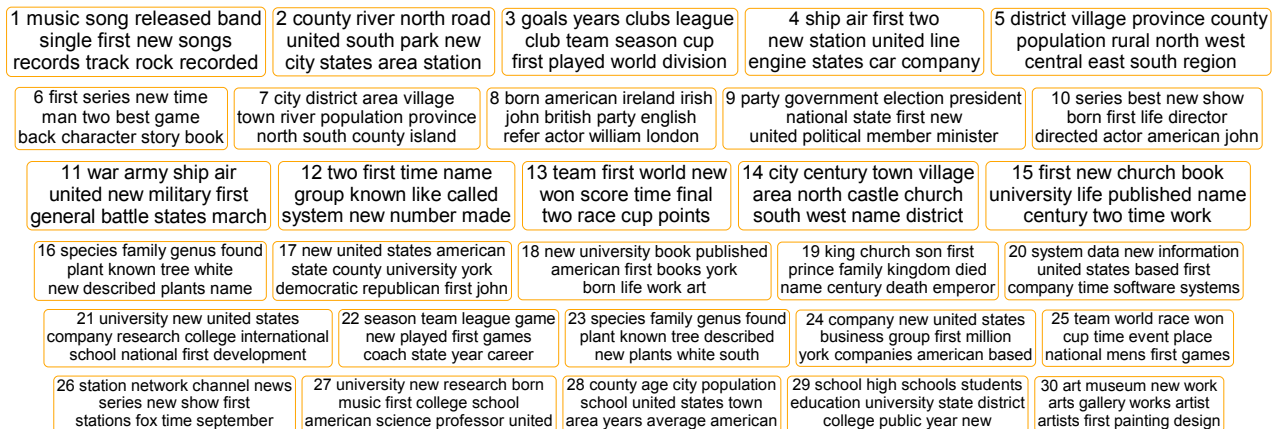 1 music song released band
single first new songs
records track rock recorded
2 county river north road
united south park new
city states area station
3 goals years clubs league
club team season cup
first played world division
4 ship air first two
new station united line
engine states car company
5 district village province county
population rural north west
central east south region
6 first series new time
man two best game
back character story book
7 city district area village
town river population province
north south county island
8 born american ireland irish
john british party english
refer actor william london
9 party government election president
national state first new
united political member minister
10 series best new show
born first life director
directed actor american john
11 war army ship air
united new military first
general battle states march
12 two first time name
group known like called
system new number made
13 team first world new
won score time final
two race cup points
14 city century town village
area north castle church
south west name district
15 first new church book
university life published name
century two time work
16 species family genus found
plant known tree white
new described plants name
17 new united states american
state county university york
democratic republican first john
18 new university book published
american first books york
born life work art
19 king church son first
prince family kingdom died
name century death emperor
20 system data new information
united states based first
company time software systems
21 university new united states
company research college international
school national first development
22 season team league game
new played first games
coach state year career
23 species family genus found
plant known tree described
new plants white south
24 company new united states
business group first million
york companies american based
25 team world race won
cup time event place
national mens first games
26 station network channel news
series new show first
stations fox time september
27 university new research born
music first college school
american science professor united
28 county age city population
school united states town
area years average american
29 school high schools students
education university state district
college public year new
30 art museum new work
arts gallery works artist
artists first painting design